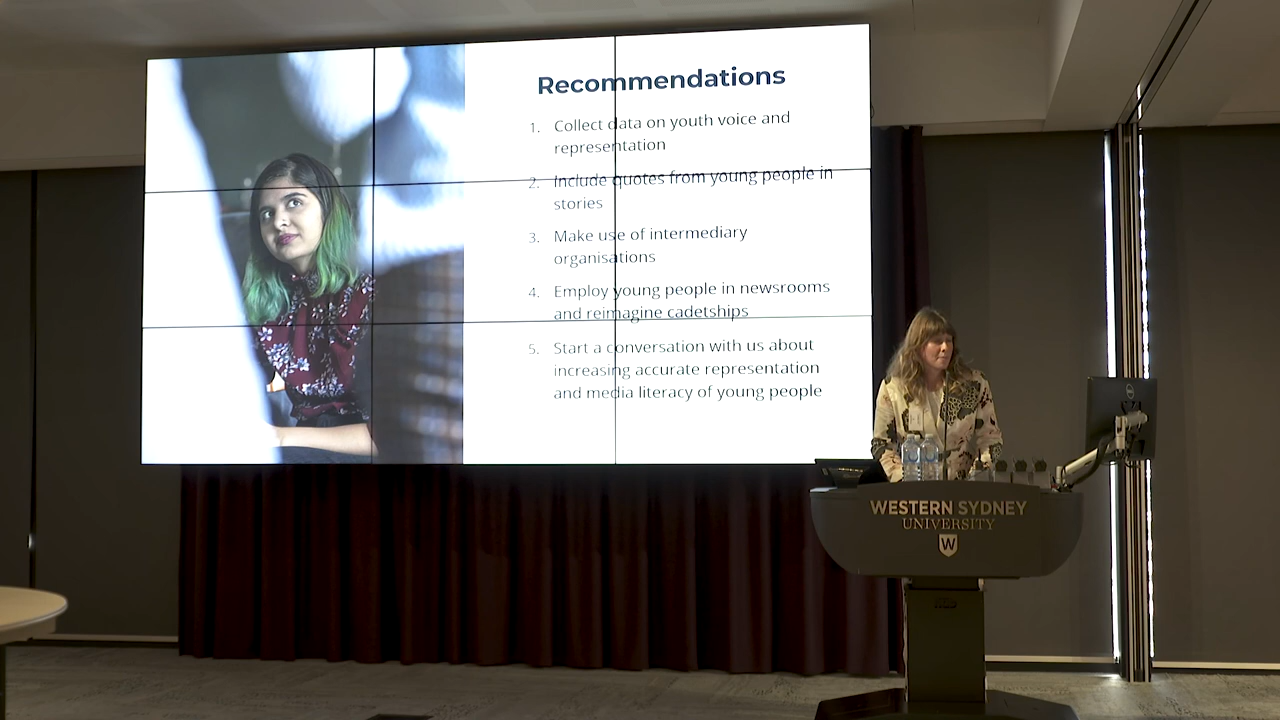 Recommendations
1. Collect data on youth voice and
representation
2. Include quotes from young people in
stories
3. Make use of intermediary
organisations
4. Employ young people in newsrooms
and reimagine cadetships
5. Start a conversation with us about
increasing accurate representation
and media literacy of young people
WESTERN SYDNEY
UNIVERSITY
W